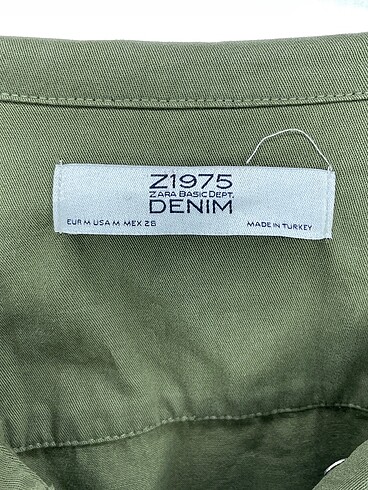 Z1975
ZARA BASIC DEPT.
DENIM
EUR M USA M MEX 28 MADE IN TURKEY